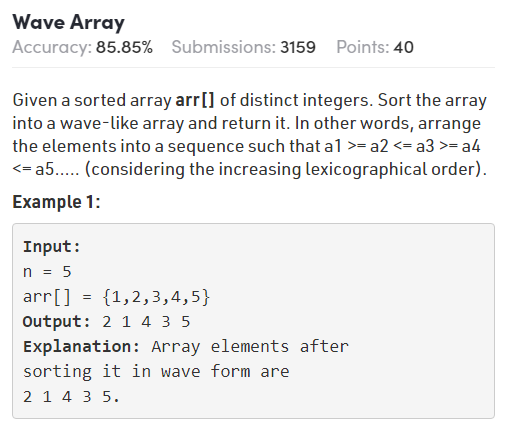 Wave Array
Accuracy: 85.85% Submissions: 3159 Points: 40
Given a sorted array arr[] of distinct integers. Sort the array
into a wave-like array and return it. In other words, arrange
the elements into a sequence such that a1 >= a2 <= a3 >= a4
<= a5..... (considering the increasing lexicographical order).
Example 1:
Input:
n = 5
arr[] = {1,2,3,4,5}
Output: 2 1 4 3 5
Explanation: Array elements after
sorting it in wave form are
2 1 4 3 5.